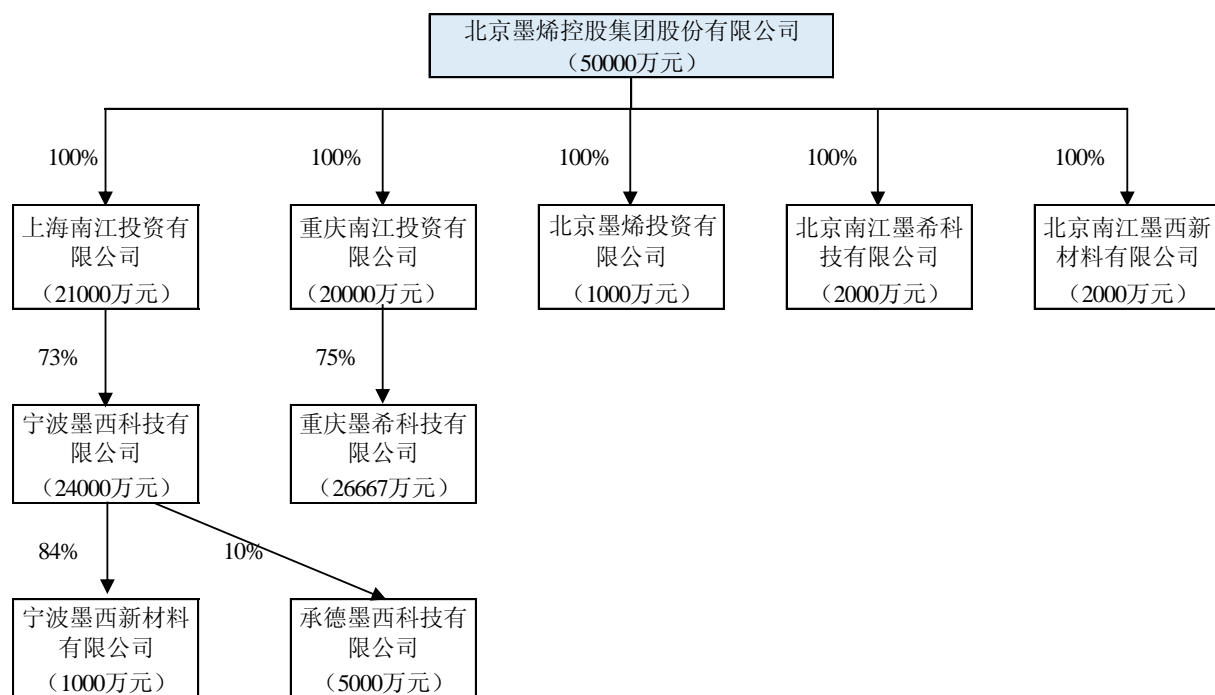 北京墨烯控股集团股份有限公司
（50000万元）
100%
100%
100%
100%
100%
上海南江投资有
限公司
（21000万元）
重庆南江投资有
限公司
（20000万元）
北京墨烯投资有
限公司
（1000万元）
北京南江墨希科
技有限公司
（2000万元）
北京南江墨西新
材料有限公司
（2000万元）
73%
75%
宁波墨西科技有
限公司
（24000万元）
重庆墨希科技有
限公司
（26667万元）
84%
10%
宁波墨西新材料
有限公司
（1000万元）
承德墨西科技有
限公司
（5000万元）